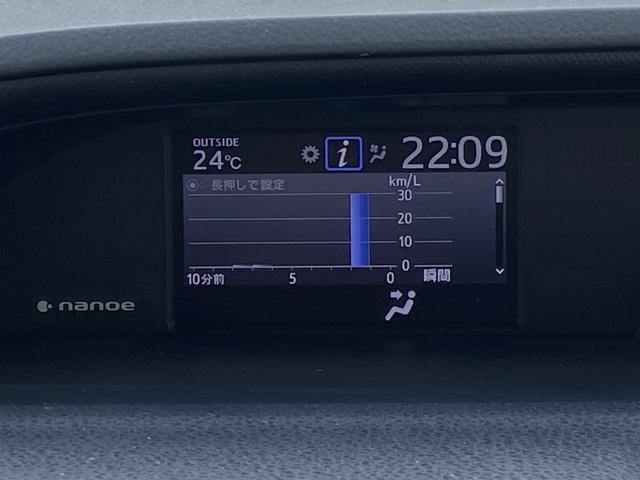 OUTSIDE
24℃
i
22:09
長押しで設定
km/L
30
20
10
0
10分前
5
0
瞬間
nanoe